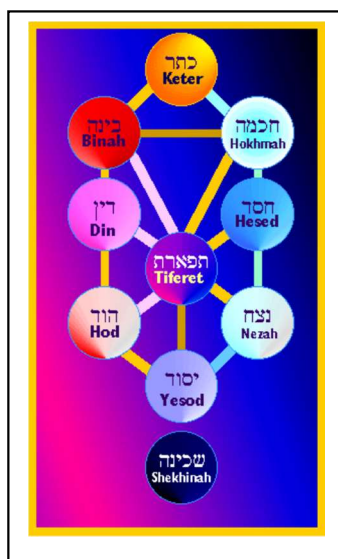 כתר
Keter
בינה
Binah
חכמה
Hokhmah
דין
Din
חסד
Hesed
תפארת
Tiferet
הוד
Hod
נצח
Nezah
יסוד
Yesod
שכינה
Shekhinah